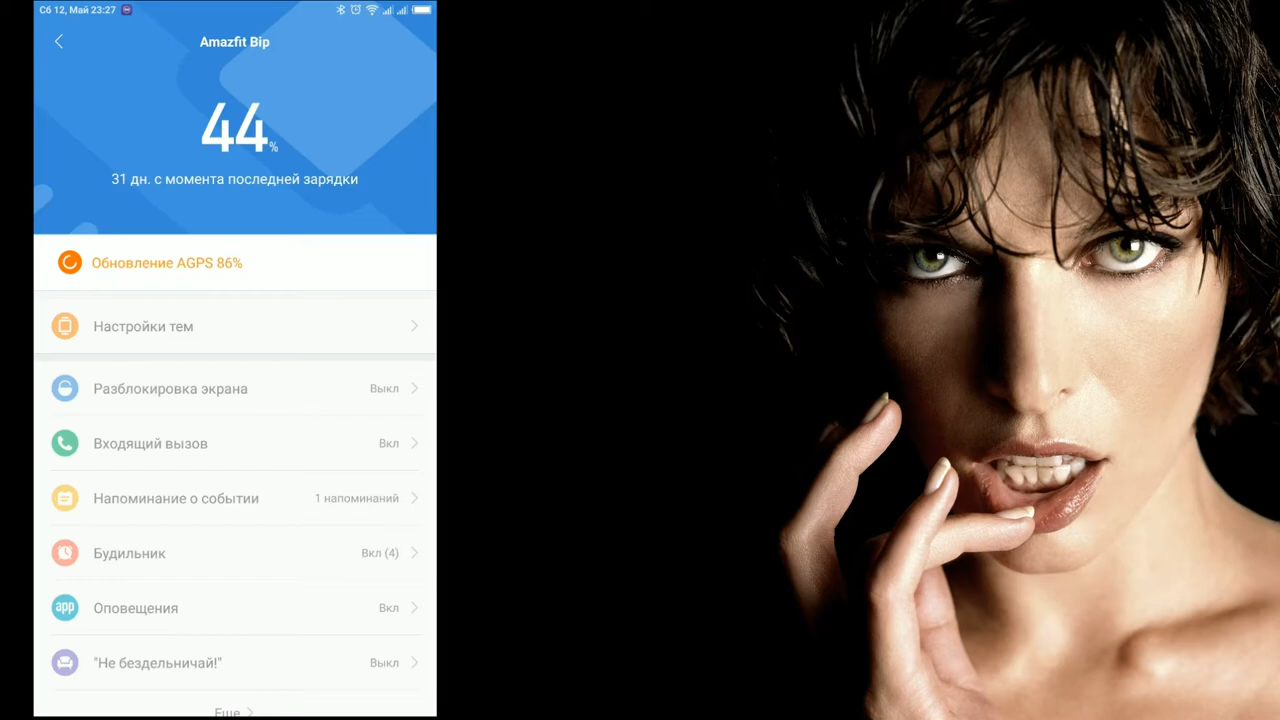 Сб 12, Май 23:27
Amazfit Bip
44%
31 дн. с момента последней зарядки
Обновление AGPS 86%
Настройки тем
Разблокировка экрана Выкл
Входящий вызов Вкл
Напоминание о событии 1 напоминаний
Будильник Вкл (4)
app Оповещения Вкл
"Не бездельничай!" Выкл
Еще